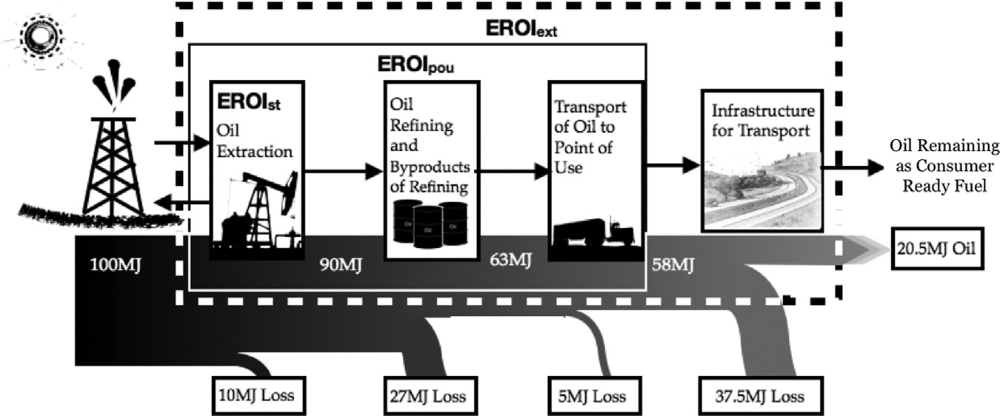 EROIext
EROIpou
EROIst
Oil
Extraction
Oil
Refining
and
Byproducts
of Refining
Oil
Oil
Oil
Transport
of Oil to
Point of
Use
Infrastructure
for Transport
Oil Remaining
as Consumer
Ready Fuel
100MJ
90MJ
63MJ
58MJ
20.5MJ Oil
10MJ Loss
27MJ Loss
5MJ Loss
37.5MJ Loss